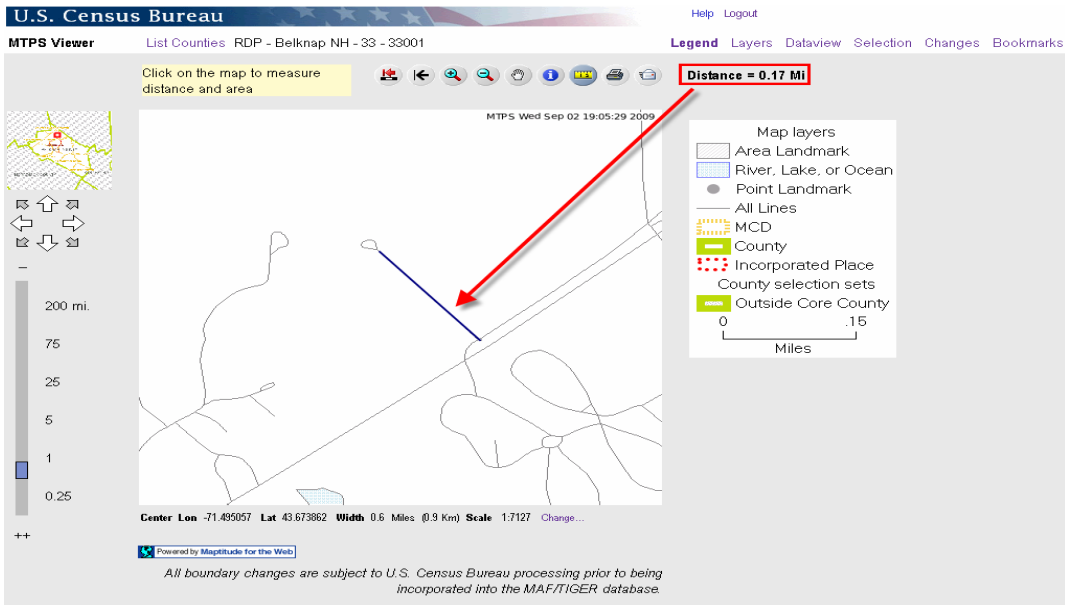 U.S. Census Bureau
Help Logout
MTPS Viewer List Counties RDP - Belknap NH - 33 - 33001 Legend Layers Dataview Selection Changes Bookmarks
Click on the map to measure
distance and area
Distance = 0.17 Mi
MTPS Wed Sep 02 19:05:29 2009
Map layers
Area Landmark
River, Lake, or Ocean
Point Landmark
All Lines
MCD
County
Incorporated Place
County selection sets
Outside Core County
0 .15
Miles
–
200 mi.
75
25
5
1
0.25
++
Center Lon -71.495057 Lat 43.673862 Width 0.6 Miles (0.9 Km) Scale 1:7127 Change...
Powered by Maptitude for the Web
All boundary changes are subject to U.S. Census Bureau processing prior to being
incorporated into the MAF/TIGER database.